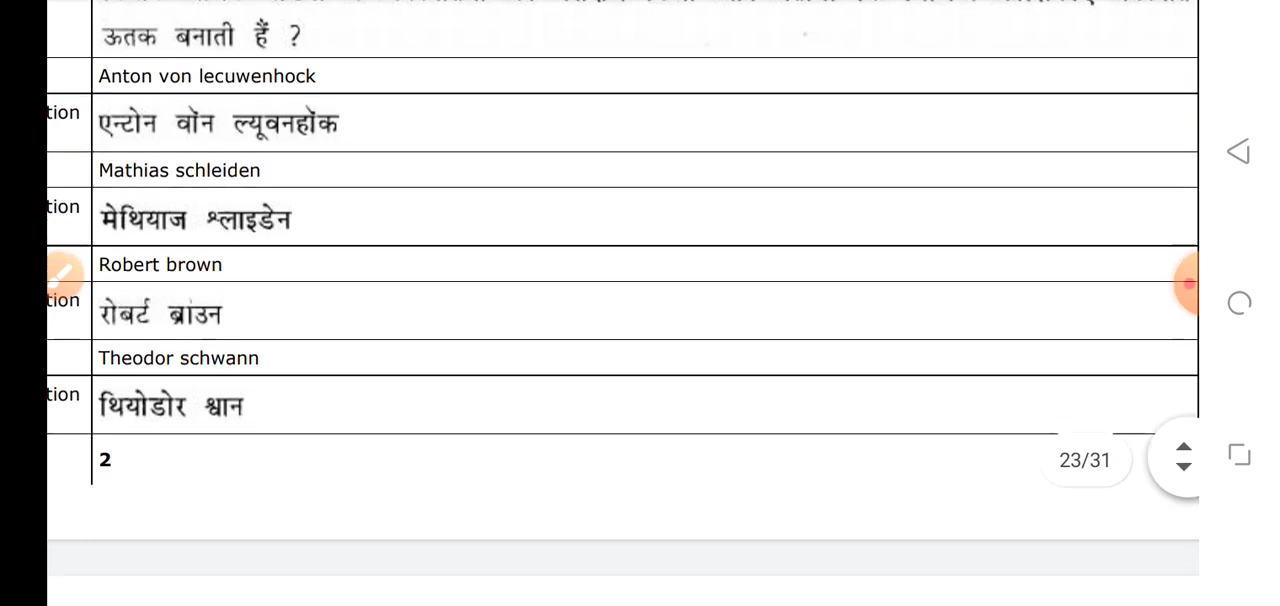 ऊतक बनाती हैं ?
Anton von lecuwenhock
tion
एन्टोन वॉन ल्यूवनहॉक
Mathias schleiden
tion
मेथियाज श्लाइडेन
Robert brown
tion
रोबर्ट ब्रांउन
Theodor schwann
tion
थियोडोर श्वान
2
23/31